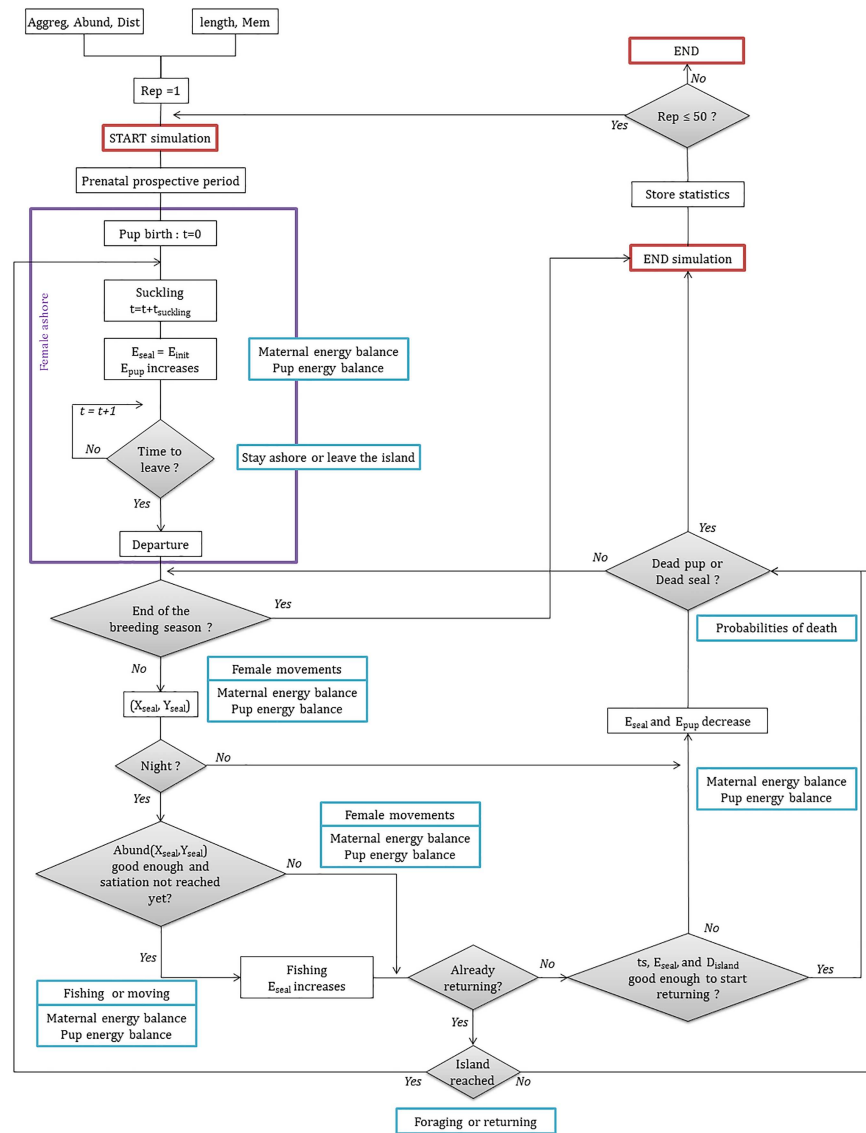 Aggreg, Abund, Dist
length, Mem
END
No
Rep =1
Rep ≤ 50 ?
Yes
START simulation
Prenatal prospective period
Store statistics
Pup birth : t=0
END simulation
Female ashore
Suckling
t=t+t_suckling
E_seal = E_init
E_pup increases
Maternal energy balance
Pup energy balance
t = t+1
No
Time to
leave ?
Stay ashore or leave the island
Yes
Departure
Yes
No
Dead pup or
Dead seal ?
End of the
breeding season ?
Yes
Probabilities of death
No
Female movements
Maternal energy balance
Pup energy balance
(X_seal, Y_seal)
E_seal and E_pup decrease
Night ?
No
Yes
Maternal energy balance
Pup energy balance
Female movements
Maternal energy balance
Pup energy balance
Abund(X_seal,Y_seal)
good enough and
satiation not reached
yet?
No
No
Yes
Fishing
E_seal increases
Already
returning?
No
ts, E_seal, and D_island
good enough to start
returning ?
Yes
Fishing or moving
Maternal energy balance
Pup energy balance
Yes
Yes
Island
reached
No
Foraging or returning